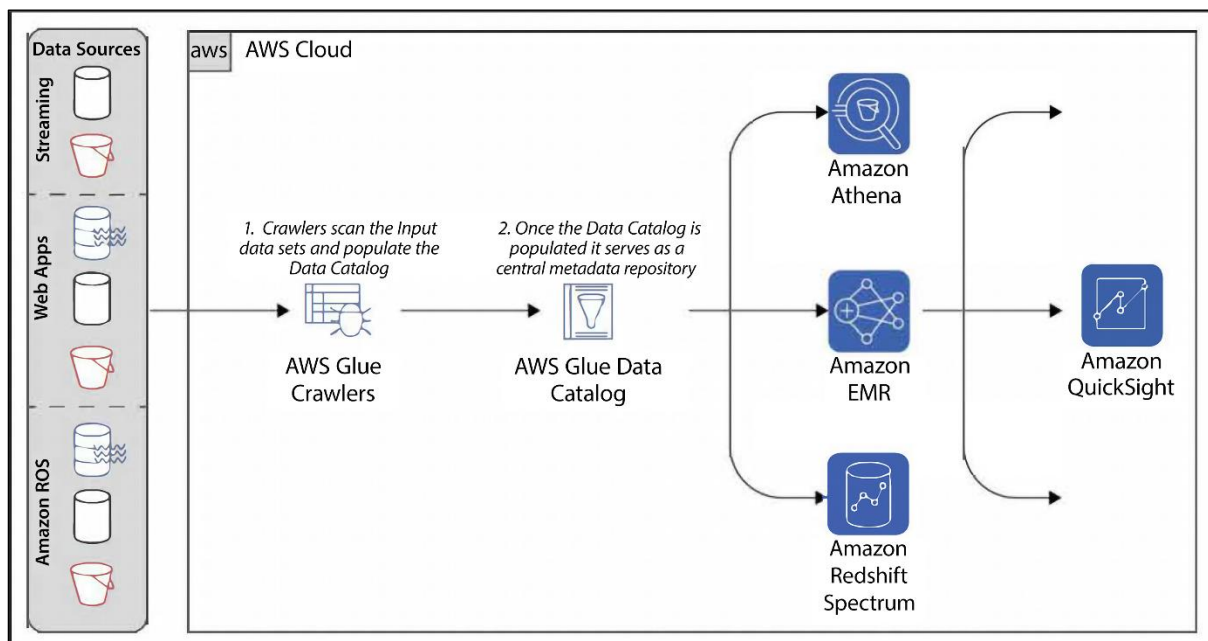 Data Sources
Streaming
Web Apps
Amazon ROS
aws
AWS Cloud
1. Crawlers scan the Input
data sets and populate the
Data Catalog
AWS Glue
Crawlers
2. Once the Data Catalog is
populated it serves as a
central metadata repository
AWS Glue Data
Catalog
Amazon
Athena
Amazon
EMR
Amazon
Redshift
Spectrum
Amazon
QuickSight